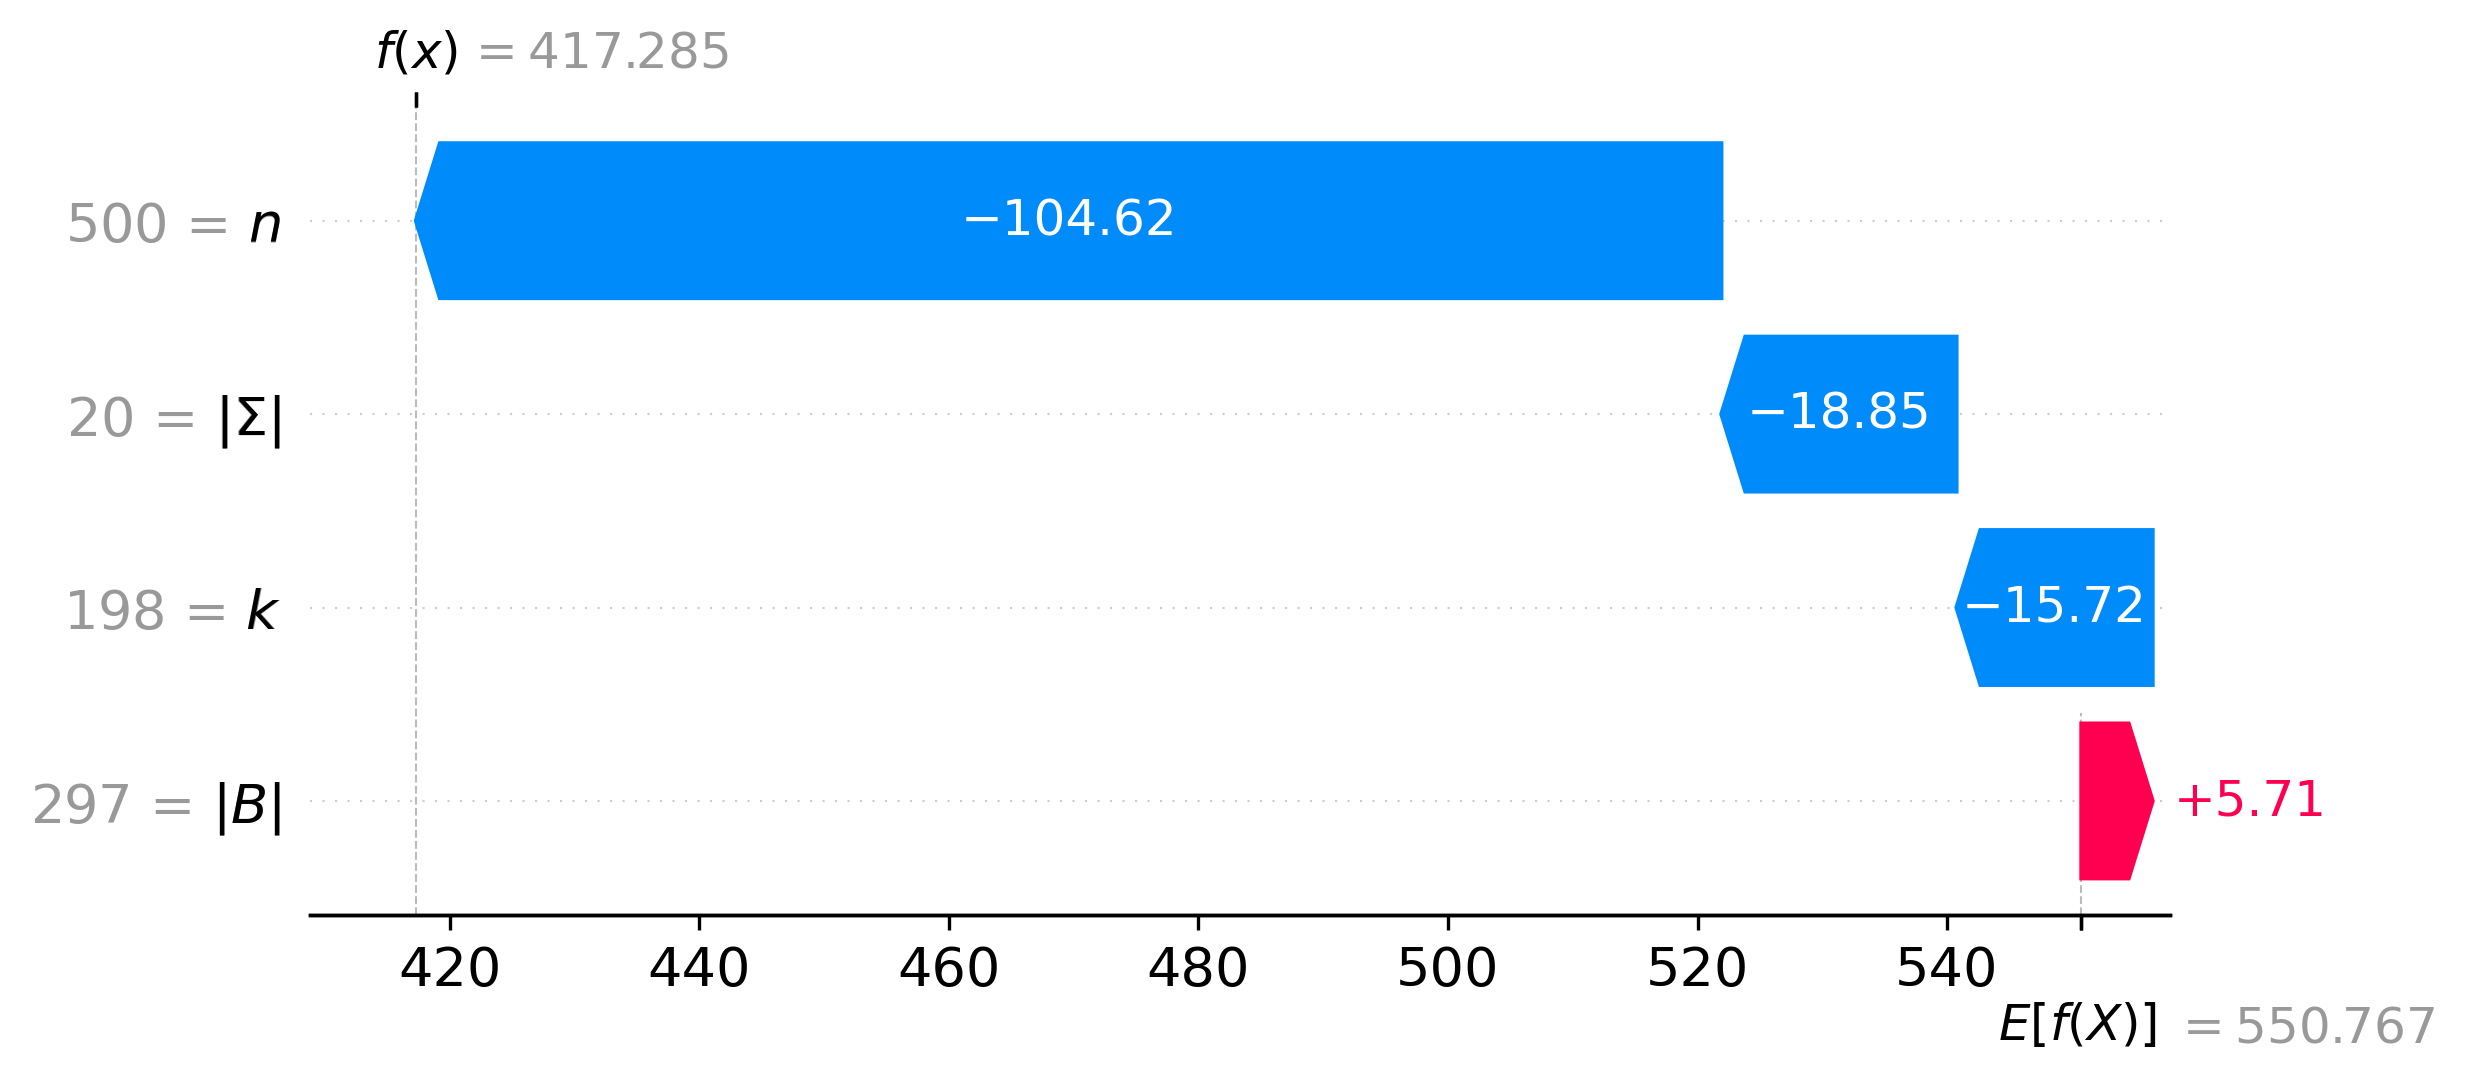 f(x) = 417.285
500 = n
−104.62
20 = |Σ|
−18.85
198 = k
−15.72
297 = |B|
+5.71
420 440 460 480 500 520 540
E[f(X)] = 550.767